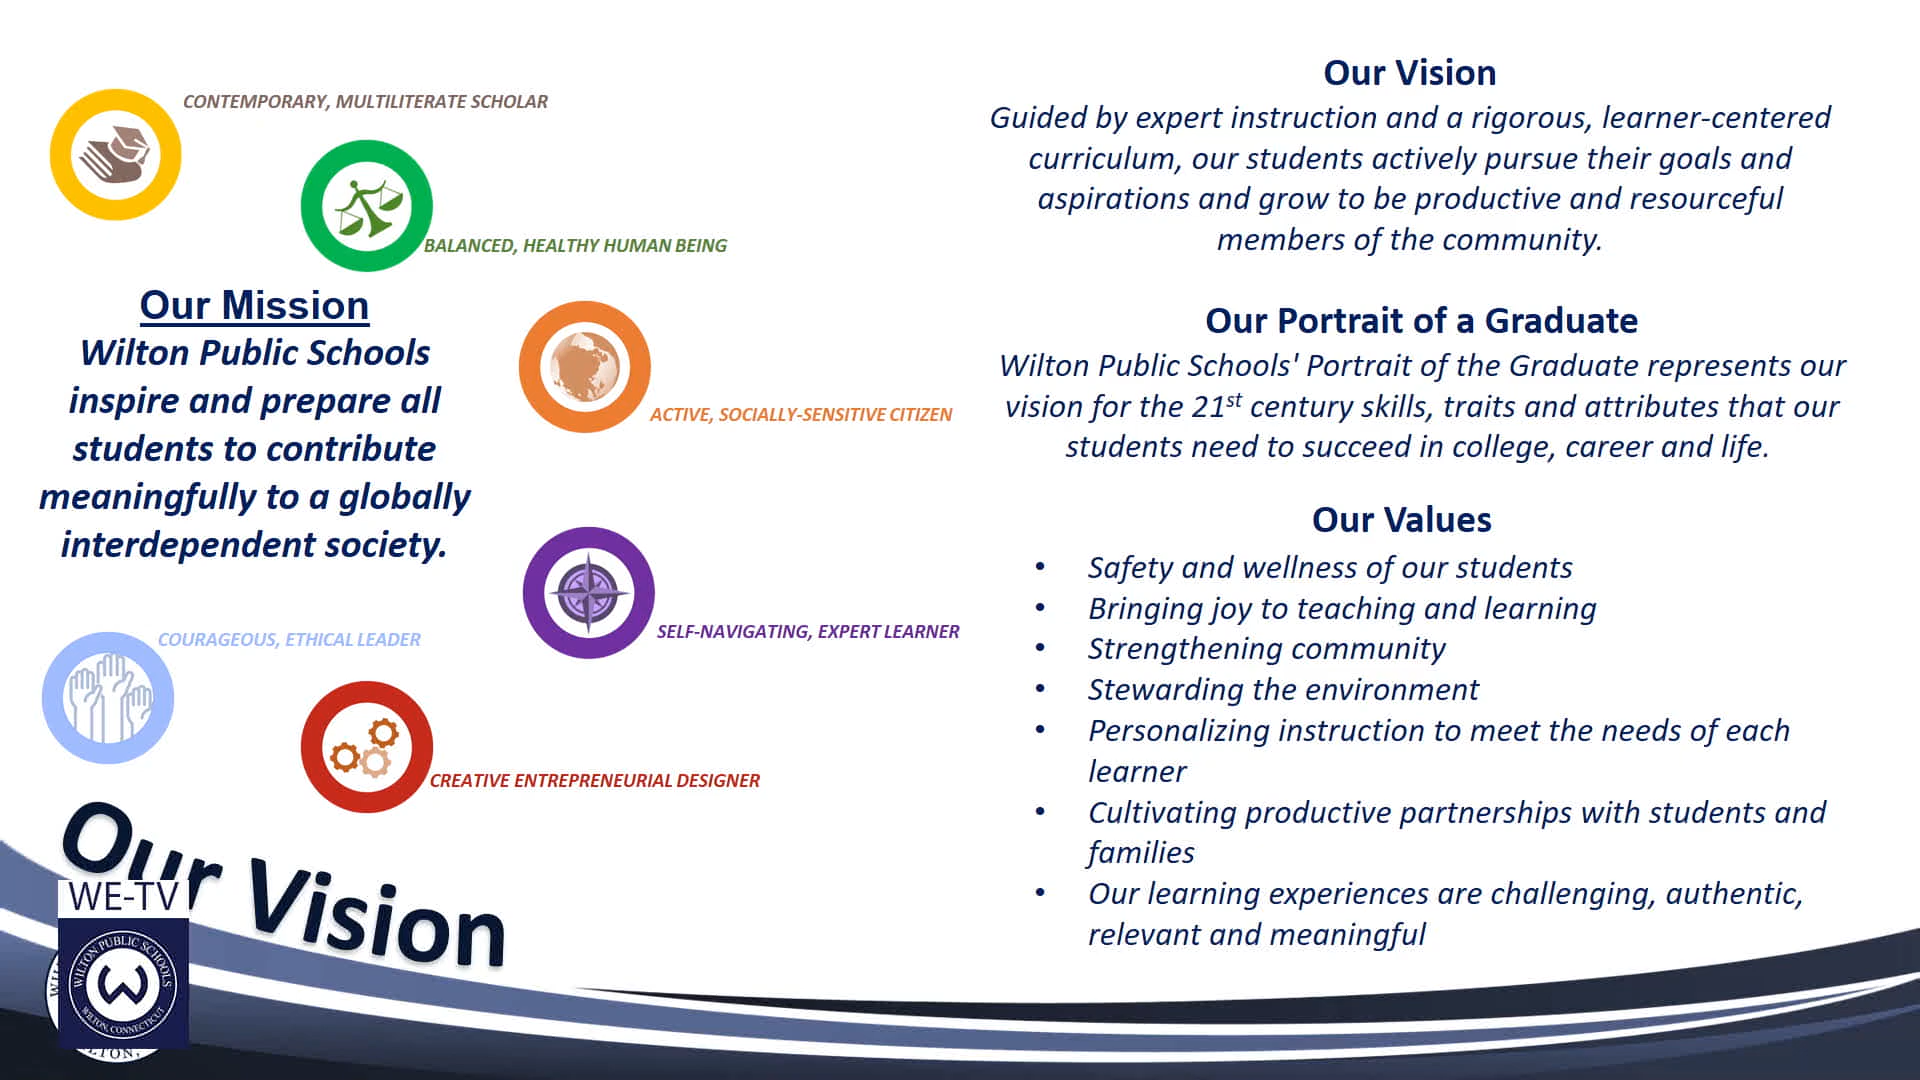 CONTEMPORARY, MULTILITERATE SCHOLAR
BALANCED, HEALTHY HUMAN BEING
Our Mission
Wilton Public Schools
inspire and prepare all
students to contribute
meaningfully to a globally
interdependent society.
ACTIVE, SOCIALLY-SENSITIVE CITIZEN
SELF-NAVIGATING, EXPERT LEARNER
COURAGEOUS, ETHICAL LEADER
CREATIVE ENTREPRENEURIAL DESIGNER
Our Vision
WE-TV
WILTON PUBLIC SCHOOLS
W
WILTON, CONNECTICUT
Our Vision
Guided by expert instruction and a rigorous, learner-centered
curriculum, our students actively pursue their goals and
aspirations and grow to be productive and resourceful
members of the community.
Our Portrait of a Graduate
Wilton Public Schools' Portrait of the Graduate represents our
vision for the 21st century skills, traits and attributes that our
students need to succeed in college, career and life.
Our Values
• Safety and wellness of our students
• Bringing joy to teaching and learning
• Strengthening community
• Stewarding the environment
• Personalizing instruction to meet the needs of each
learner
• Cultivating productive partnerships with students and
families
• Our learning experiences are challenging, authentic,
relevant and meaningful